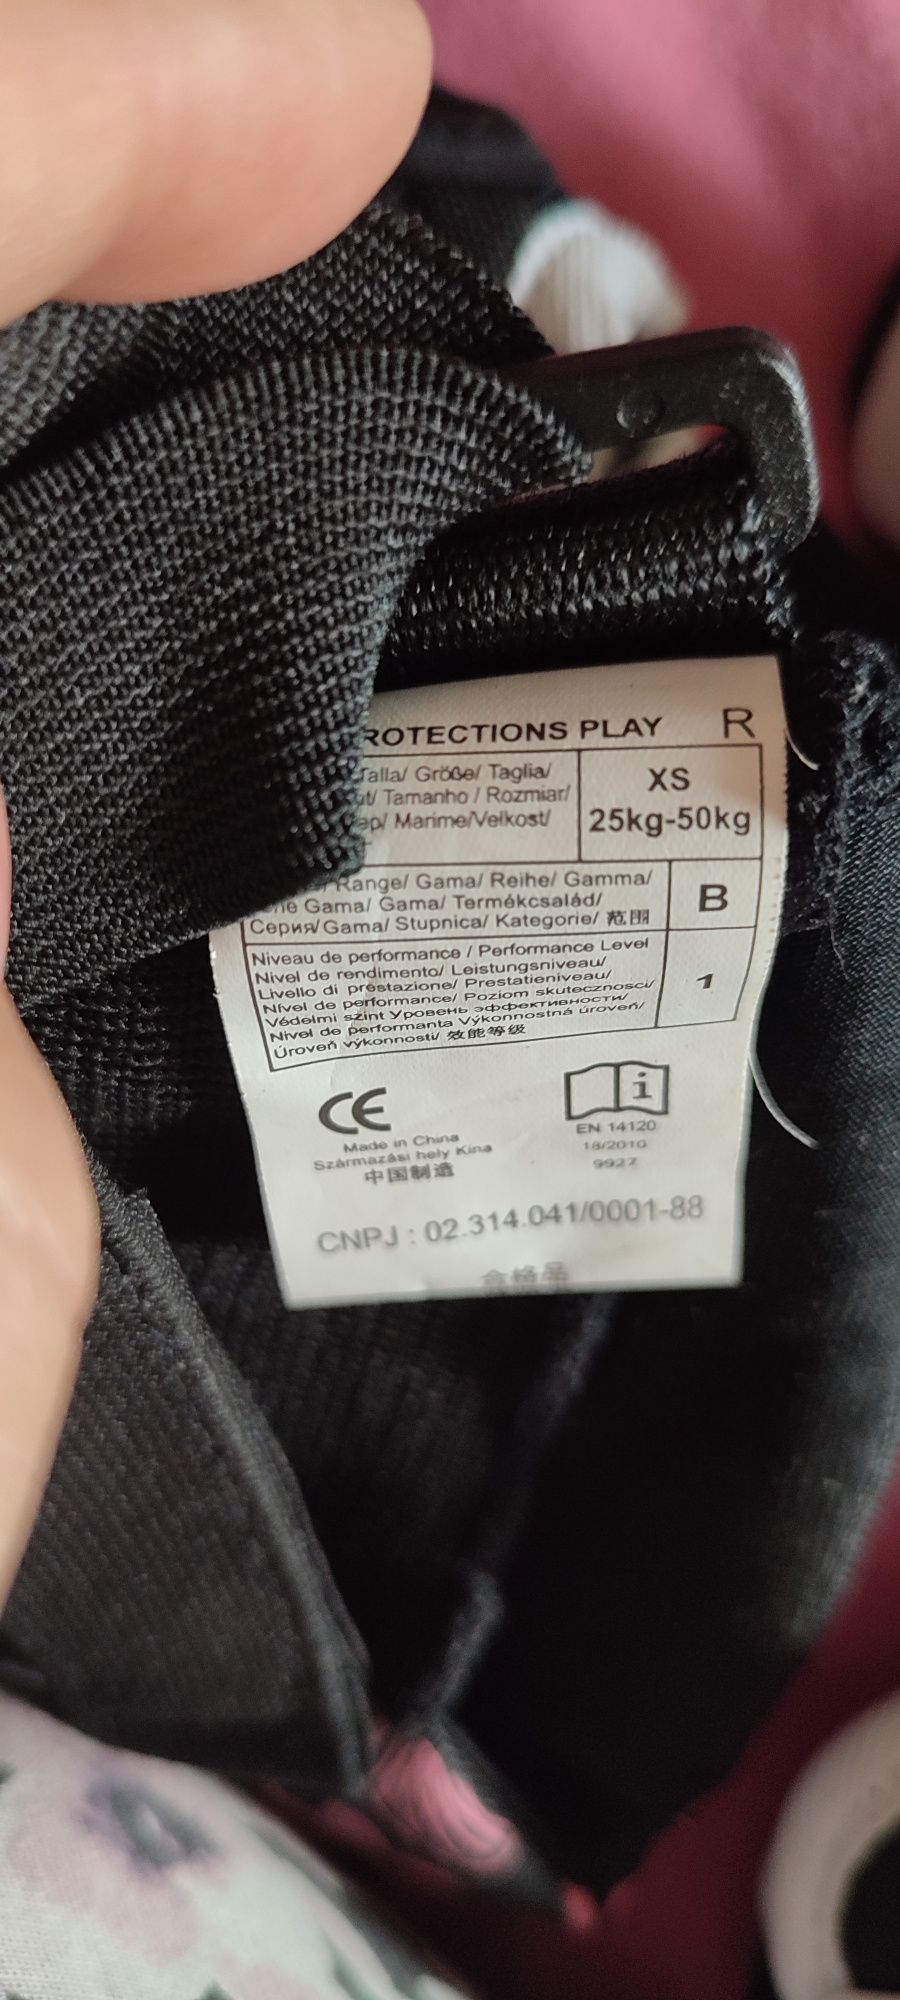 PROTECTIONS PLAY R
Talla/ Größe/ Taglia/
Tamanho / Rozmiar/
Marime/Velkost/
XS
25kg-50kg
Range/ Gama/ Reihe/ Gamma/
Gama/ Gama/ Termékcsalád/
Серия/Gama/ Stupnica/ Kategorie/ 范围
B
Niveau de performance / Performance Level
Nivel de rendimento/ Leistungsniveau/
Livello di prestazione/ Prestatieniveau/
Nível de performance/ Poziom skutecznosci/
Védelmi szint Уровень эффективности/
Nivel de performanta Výkonnostná úroveň/
Úroveň výkonnosti/ 效能等级
1
CE
Made in China
Származási hely Kína
中国制造
i
EN 14120
18/2010
9927
CNPJ : 02.314.041/0001-88
合格品